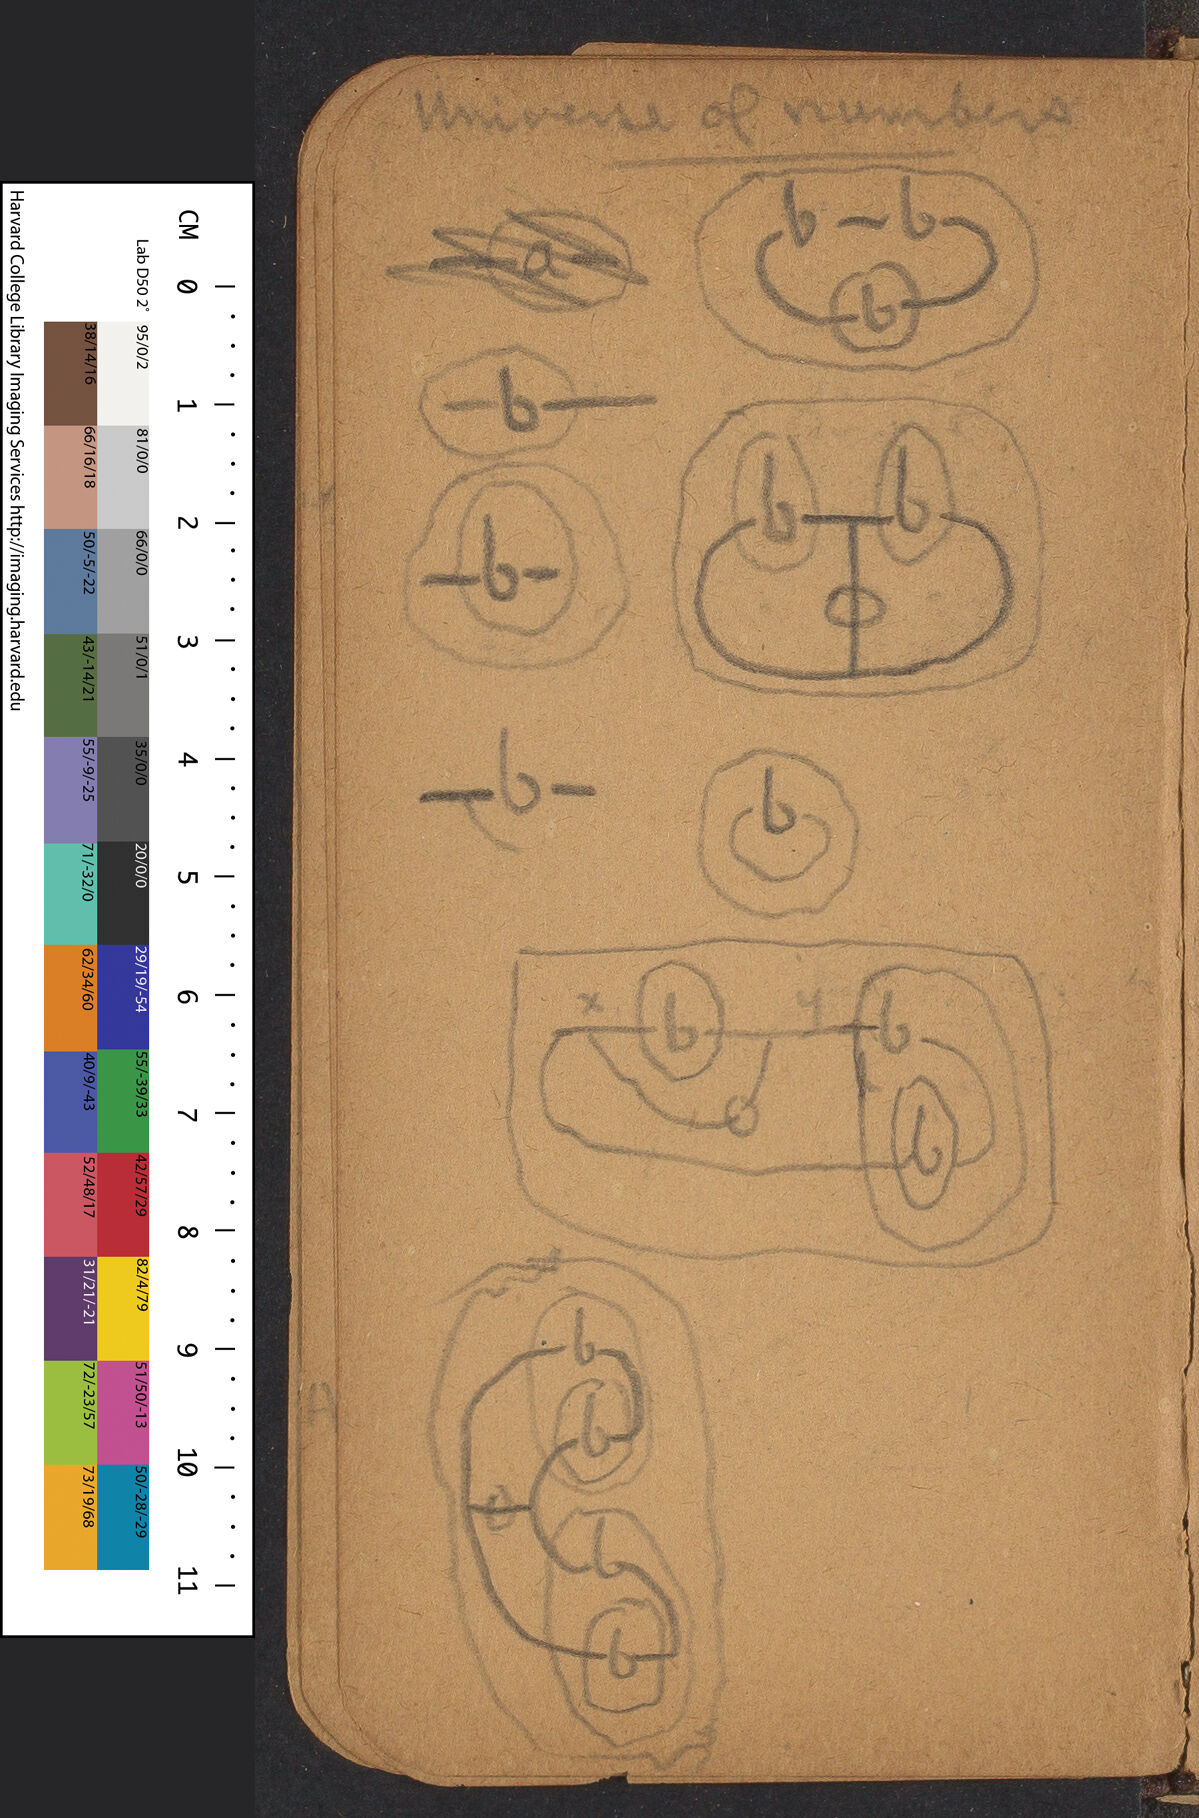 Universe of numbers
a
b b
b
b
b
b b
b
b
x b y b
b
b
b
b
b
CM 0 1 2 3 4 5 6 7 8 9 10 11
Lab D50 2° 95/0/2 81/0/0 66/0/0 51/0/1 35/0/0 20/0/0 29/19/-54 55/-39/33 42/57/29 82/4/79 51/50/-13 50/-28/-29
38/14/16 66/16/18 50/-5/-22 43/-14/21 55/-9/-25 71/-32/0 62/34/60 40/9/-43 52/48/17 31/21/-21 72/-23/57 73/19/68
Harvard College Library Imaging Services http://imaging.harvard.edu